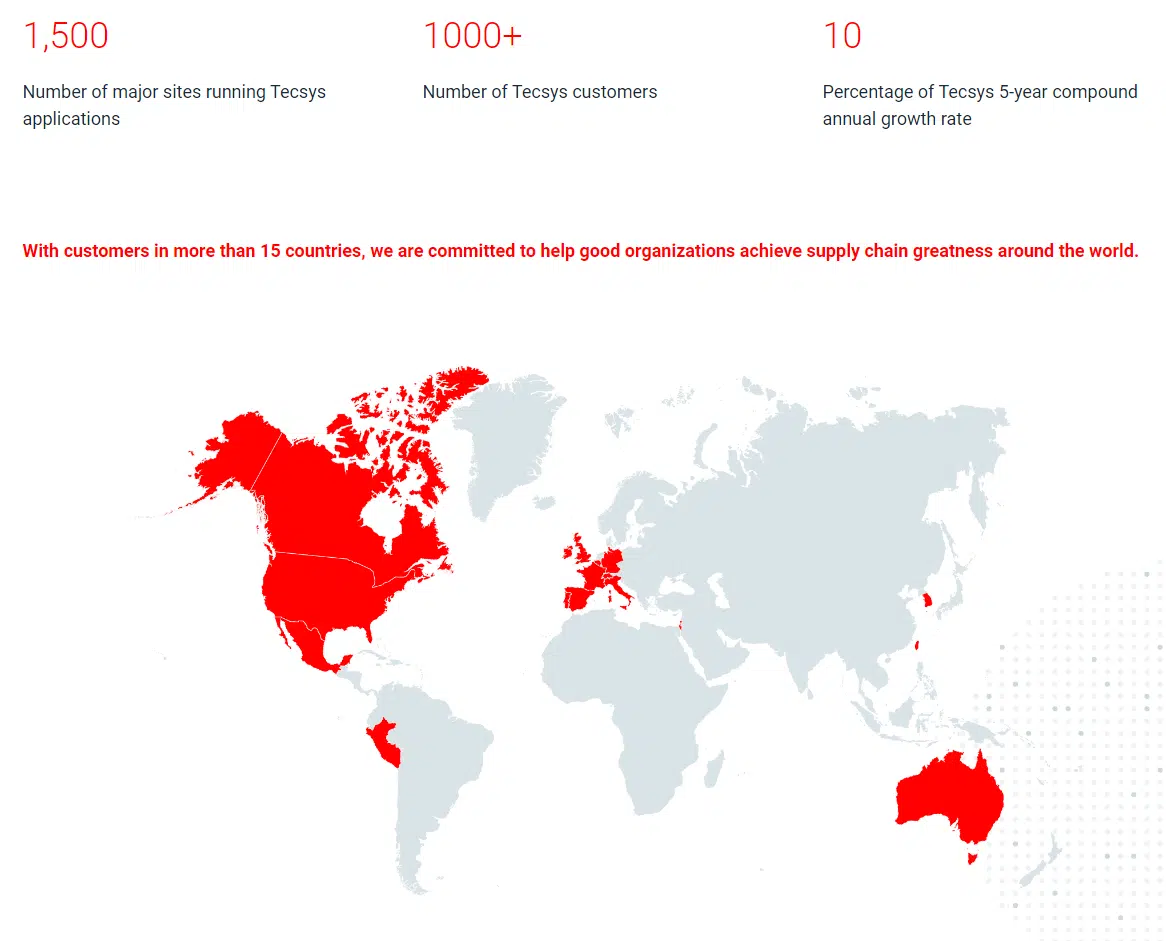 1,500
1000+
10
Number of major sites running Tecsys
applications
Number of Tecsys customers
Percentage of Tecsys 5-year compound
annual growth rate
With customers in more than 15 countries, we are committed to help good organizations achieve supply chain greatness around the world.